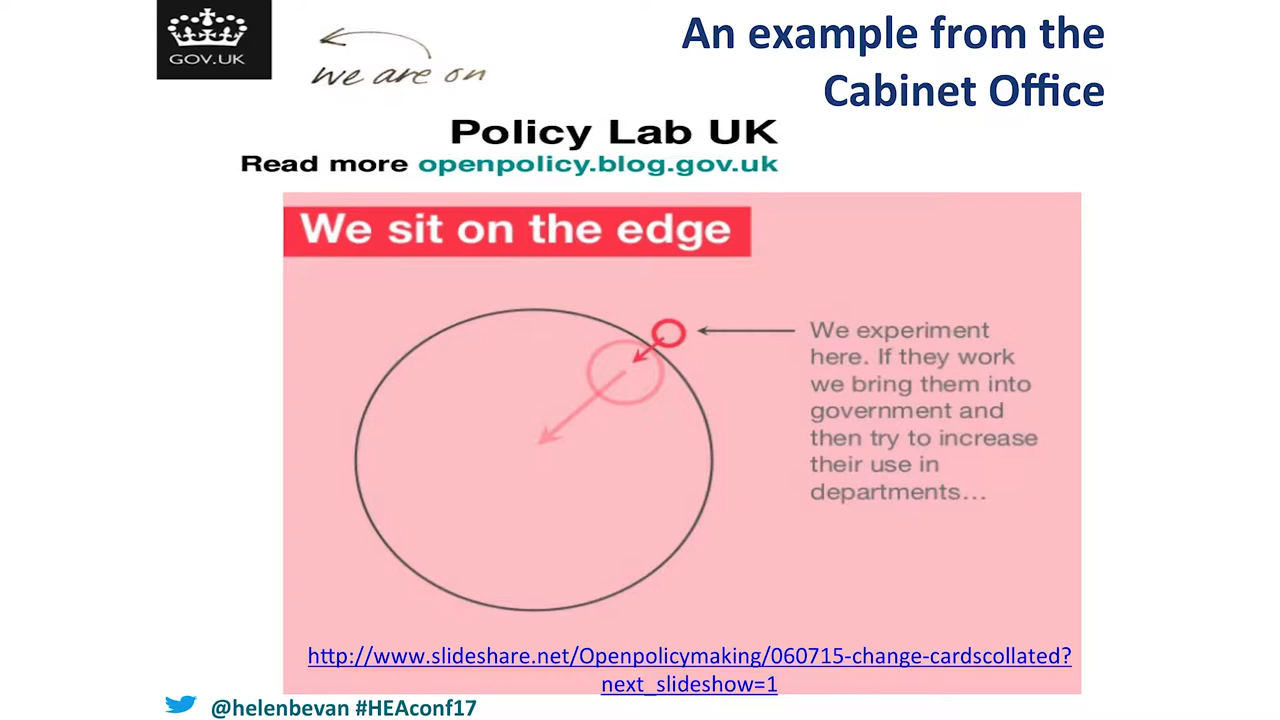 GOV.UK
we are on
An example from the
Cabinet Office
Policy Lab UK
Read more openpolicy.blog.gov.uk
We sit on the edge
We experiment
here. If they work
we bring them into
government and
then try to increase
their use in
departments...
http://www.slideshare.net/Openpolicymaking/060715-change-cardscollated?
next_slideshow=1
@helenbevan #HEAconf17